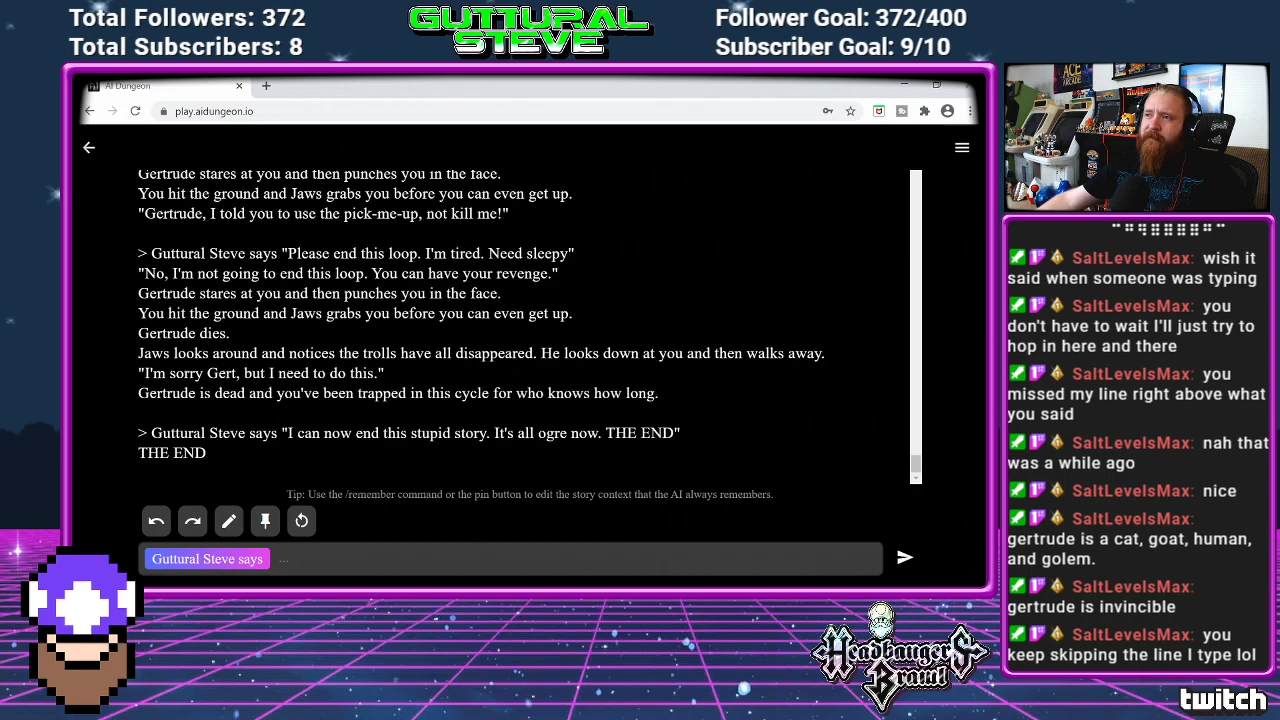 Total Followers: 372
Total Subscribers: 8
GUTTURAL
STEVE
Follower Goal: 372/400
Subscriber Goal: 9/10
AI Dungeon
play.aidungeon.io
Gertrude stares at you and then punches you in the face.
You hit the ground and Jaws grabs you before you can even get up.
"Gertrude, I told you to use the pick-me-up, not kill me!"
> Guttural Steve says "Please end this loop. I'm tired. Need sleepy"
"No, I'm not going to end this loop. You can have your revenge."
Gertrude stares at you and then punches you in the face.
You hit the ground and Jaws grabs you before you can even get up.
Gertrude dies.
Jaws looks around and notices the trolls have all disappeared. He looks down at you and then walks away.
"I'm sorry Gert, but I need to do this."
Gertrude is dead and you've been trapped in this cycle for who knows how long.
> Guttural Steve says "I can now end this stupid story. It's all ogre now. THE END"
THE END
Tip: Use the /remember command or the pin button to edit the story context that the AI always remembers.
Guttural Steve says ...
ACE
ARCADE
SaltLevelsMax: wish it
said when someone was typing
SaltLevelsMax: you
don't have to wait I'll just try to
hop in here and there
SaltLevelsMax: you
missed my line right above what
you said
SaltLevelsMax: nah that
was a while ago
SaltLevelsMax: nice
SaltLevelsMax:
gertrude is a cat, goat, human,
and golem.
SaltLevelsMax:
gertrude is invincible
SaltLevelsMax: you
keep skipping the line I type lol
Headbangers
Brawl
twitch